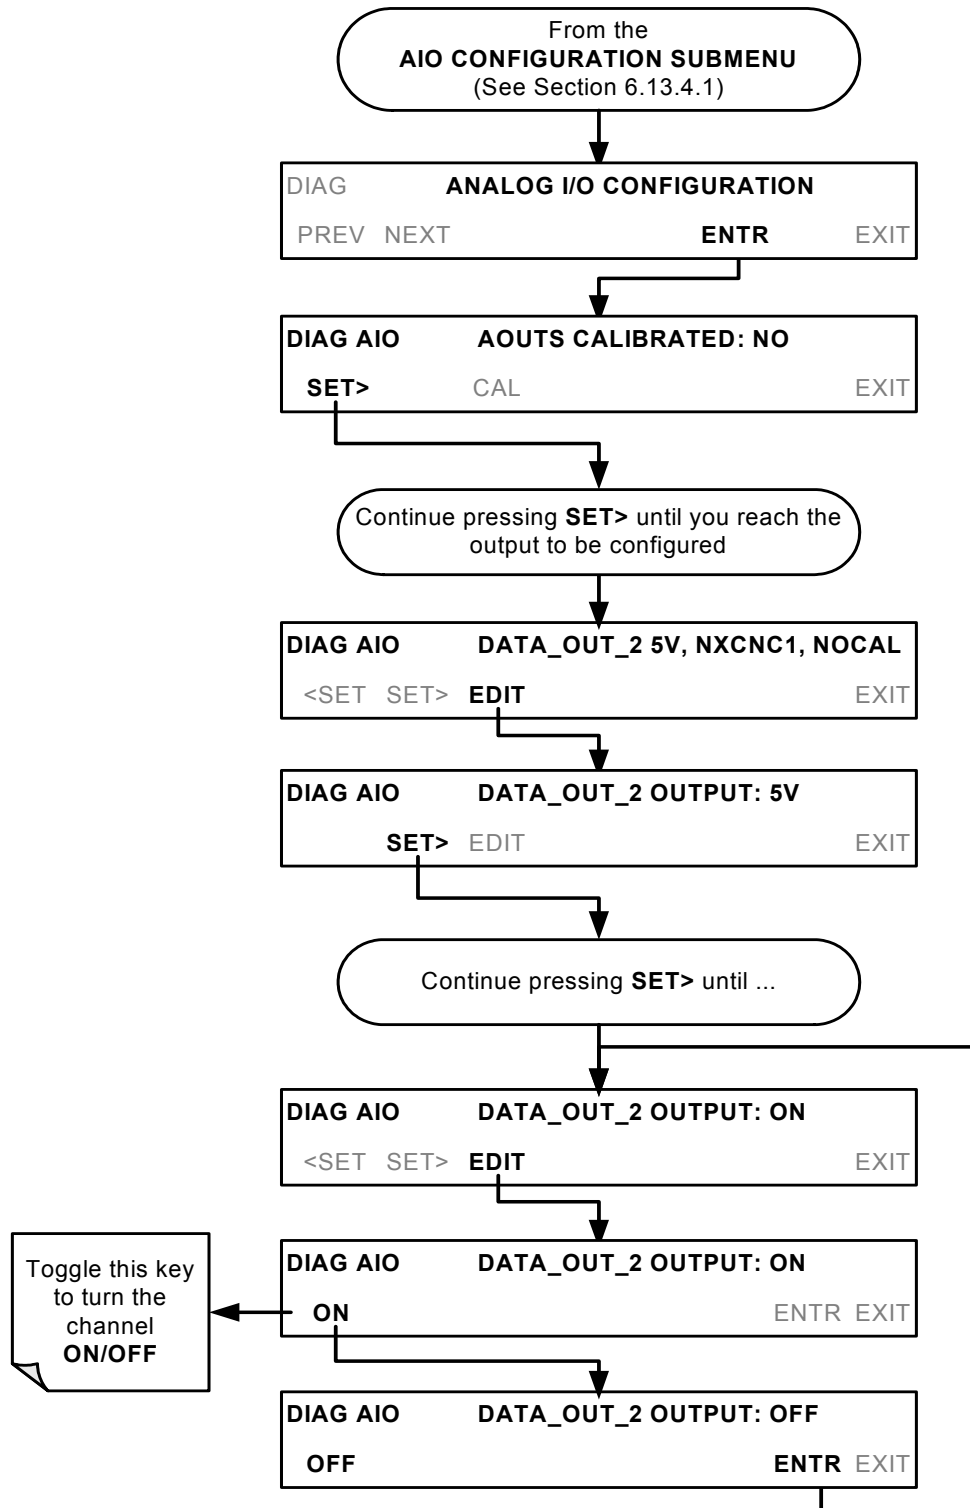 From the
AIO CONFIGURATION SUBMENU
(See Section 6.13.4.1)
DIAG ANALOG I/O CONFIGURATION
PREV NEXT ENTR EXIT
DIAG AIO AOUTS CALIBRATED: NO
SET> CAL EXIT
Continue pressing SET> until you reach the
output to be configured
DIAG AIO DATA_OUT_2 5V, NXCNC1, NOCAL
<SET SET> EDIT EXIT
DIAG AIO DATA_OUT_2 OUTPUT: 5V
SET> EDIT EXIT
Continue pressing SET> until ...
DIAG AIO DATA_OUT_2 OUTPUT: ON
<SET SET> EDIT EXIT
Toggle this key
to turn the
channel
ON/OFF
DIAG AIO DATA_OUT_2 OUTPUT: ON
ON ENTR EXIT
DIAG AIO DATA_OUT_2 OUTPUT: OFF
OFF ENTR EXIT